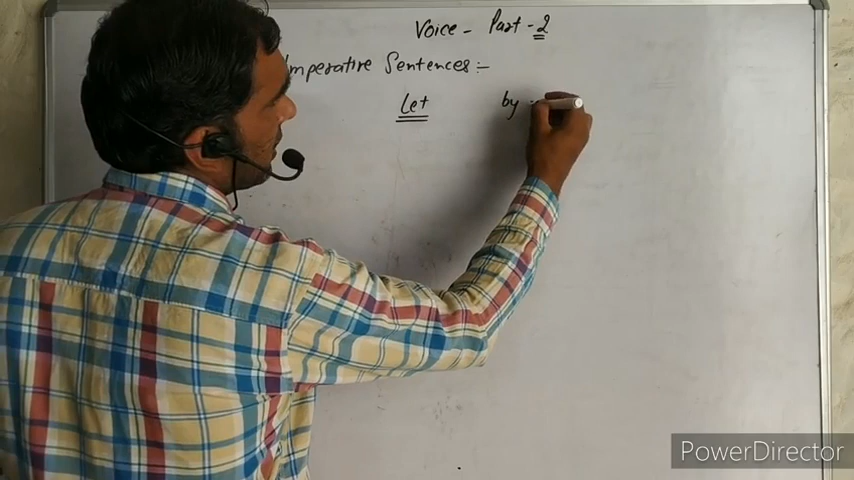 Voice - Part - 2
Imperative Sentences :-
Let by -
PowerDirector